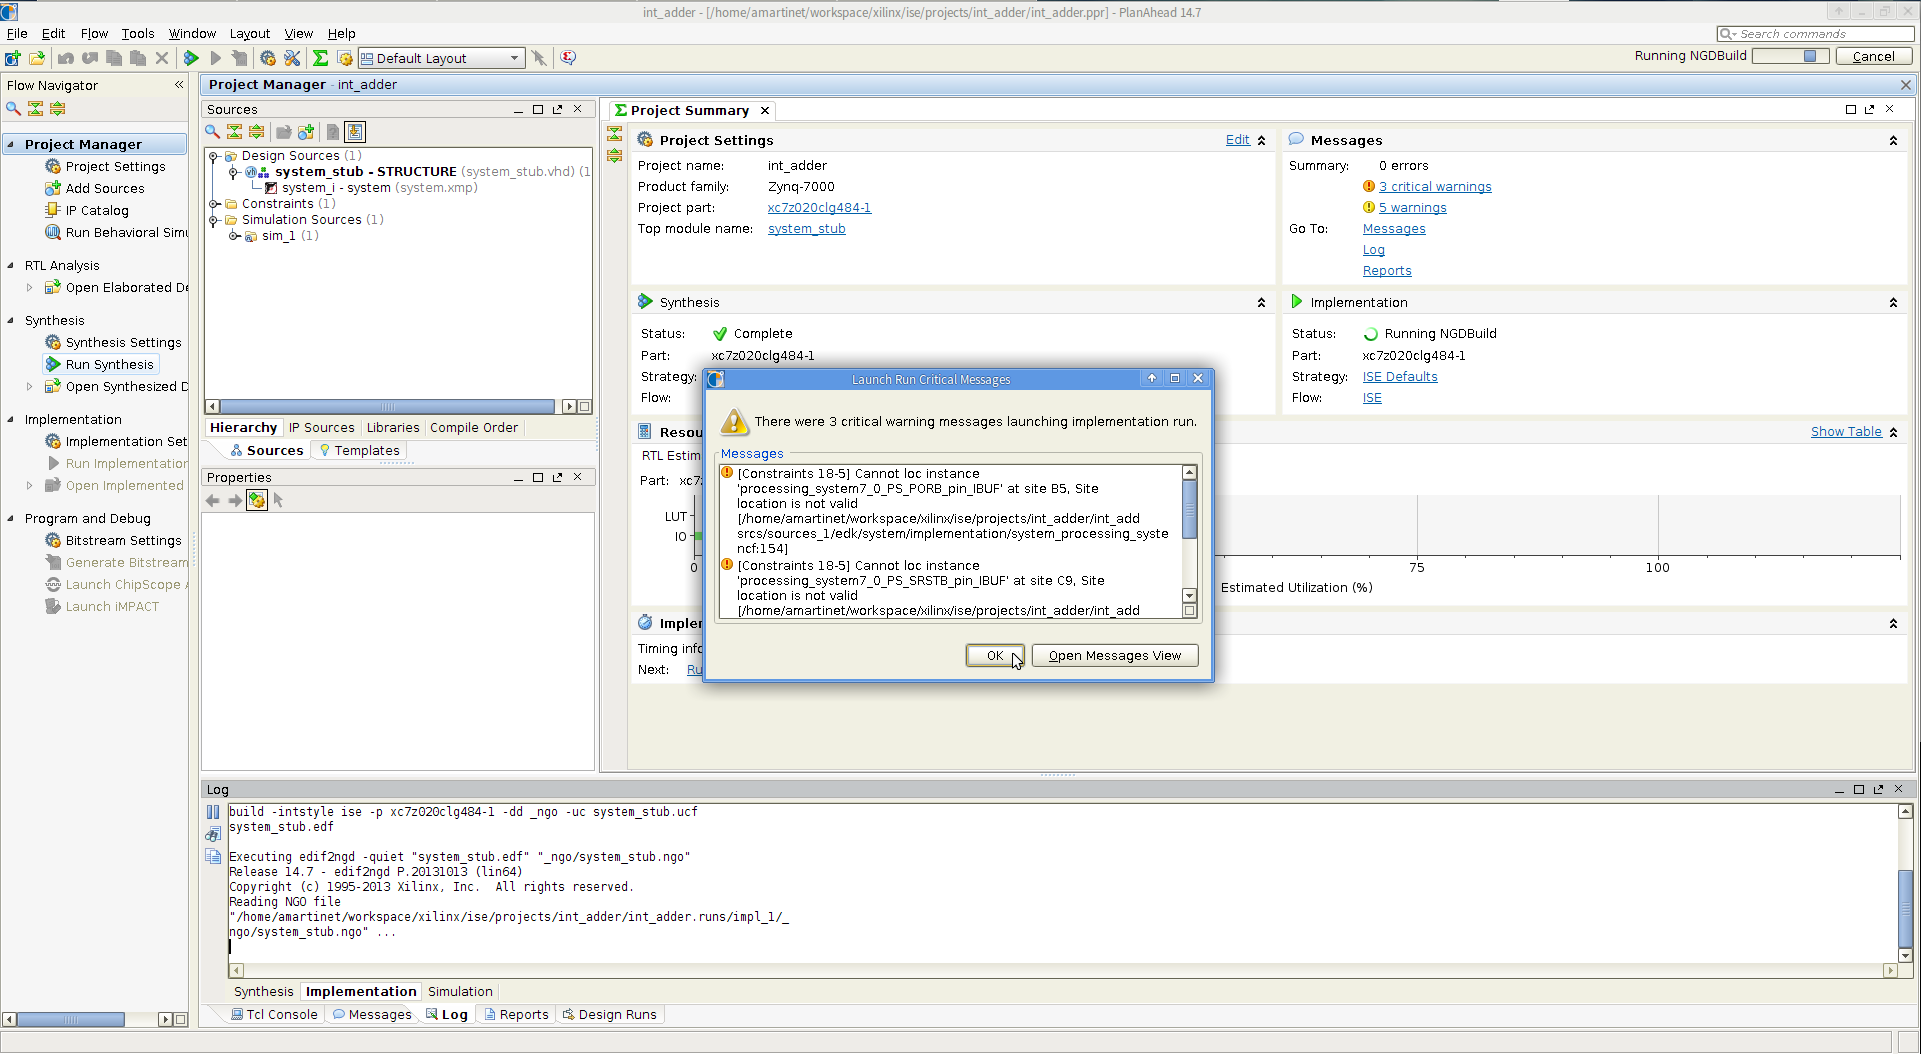 int_adder - [/home/amartinet/workspace/xilinx/ise/projects/int_adder/int_adder.ppr] - PlanAhead 14.7
File Edit Flow Tools Window Layout View Help
Search commands
Default Layout
Running NGDBuild
Cancel
Flow Navigator
Project Manager
Project Settings
Add Sources
IP Catalog
Run Behavioral Simu
RTL Analysis
Open Elaborated De
Synthesis
Synthesis Settings
Run Synthesis
Open Synthesized D
Implementation
Implementation Set
Run Implementation
Open Implemented
Program and Debug
Bitstream Settings
Generate Bitstream
Launch ChipScope A
Launch iMPACT
Project Manager - int_adder
Sources
Design Sources (1)
system_stub - STRUCTURE (system_stub.vhd) (1
system_i - system (system.xmp)
Constraints (1)
Simulation Sources (1)
sim_1 (1)
Hierarchy IP Sources Libraries Compile Order
Sources Templates
Properties
Project Summary
Project Settings
Edit
Project name: int_adder
Product family: Zynq-7000
Project part: xc7z020clg484-1
Top module name: system_stub
Messages
Summary: 0 errors
3 critical warnings
5 warnings
Go To: Messages
Log
Reports
Synthesis
Status: Complete
Part: xc7z020clg484-1
Strategy:
Flow:
Implementation
Status: Running NGDBuild
Part: xc7z020clg484-1
Strategy: ISE Defaults
Flow: ISE
Resou
Show Table
RTL Estim
Part: xc7
LUT
IO
0
75
100
Estimated Utilization (%)
Imple
Timing info
Next: Ru
Launch Run Critical Messages
There were 3 critical warning messages launching implementation run.
Messages
[Constraints 18-5] Cannot loc instance
'processing_system7_0_PS_PORB_pin_IBUF' at site B5, Site
location is not valid
[/home/amartinet/workspace/xilinx/ise/projects/int_adder/int_add
srcs/sources_1/edk/system/implementation/system_processing_syste
ncf:154]
[Constraints 18-5] Cannot loc instance
'processing_system7_0_PS_SRSTB_pin_IBUF' at site C9, Site
location is not valid
[/home/amartinet/workspace/xilinx/ise/projects/int_adder/int_add
OK
Open Messages View
Log
build -intstyle ise -p xc7z020clg484-1 -dd _ngo -uc system_stub.ucf
system_stub.edf
Executing edif2ngd -quiet "system_stub.edf" "_ngo/system_stub.ngo"
Release 14.7 - edif2ngd P.20131013 (lin64)
Copyright (c) 1995-2013 Xilinx, Inc.  All rights reserved.
Reading NGO file
"/home/amartinet/workspace/xilinx/ise/projects/int_adder/int_adder.runs/impl_1/_
ngo/system_stub.ngo" ...
Synthesis Implementation Simulation
Tcl Console Messages Log Reports Design Runs